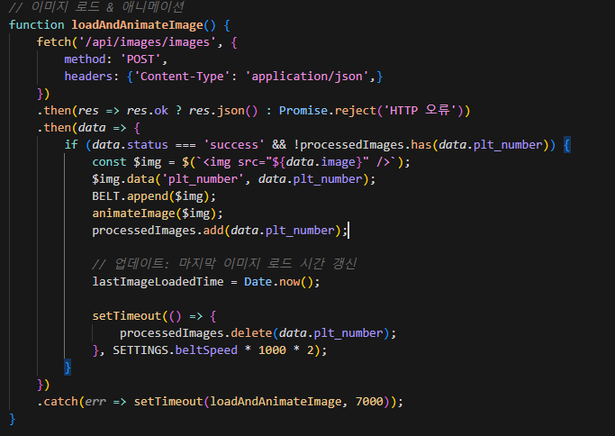 // 이미지 로드 & 애니메이션
function loadAndAnimateImage() {
    fetch('/api/images/images', {
        method: 'POST',
        headers: {'Content-Type': 'application/json',}
    })
    .then(res => res.ok ? res.json() : Promise.reject('HTTP 오류'))
    .then(data => {
        if (data.status === 'success' && !processedImages.has(data.plt_number)) {
            const $img = $(`<img src="${data.image}" />`);
            $img.data('plt_number', data.plt_number);
            BELT.append($img);
            animateImage($img);
            processedImages.add(data.plt_number);

            // 업데이트: 마지막 이미지 로드 시간 갱신
            lastImageLoadedTime = Date.now();

            setTimeout(() => {
                processedImages.delete(data.plt_number);
            }, SETTINGS.beltSpeed * 1000 * 2);
        }
    })
    .catch(err => setTimeout(loadAndAnimateImage, 7000));
}